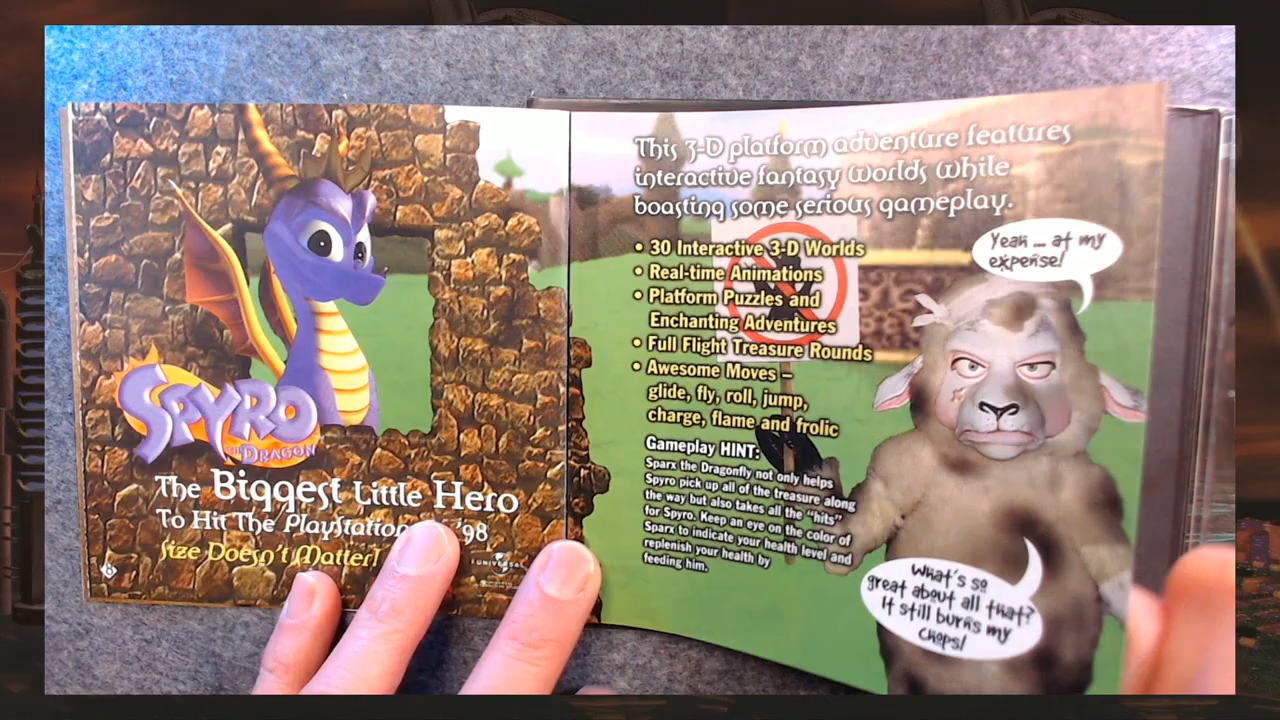 SPYRO
THE DRAGON
The Biggest Little Hero
To Hit The PlayStation '98
Size Doesn't Matter!
UNIVERSAL
This 3-D platform adventure features
interactive fantasy worlds while
boasting some serious gameplay.
• 30 Interactive 3-D Worlds
• Real-time Animations
• Platform Puzzles and
Enchanting Adventures
• Full Flight Treasure Rounds
• Awesome Moves –
glide, fly, roll, jump,
charge, flame and frolic
Gameplay HINT:
Sparx the Dragonfly not only helps
Spyro pick up all of the treasure along
the way but also takes all the "hits"
for Spyro. Keep an eye on the color of
Sparx to indicate your health level and
replenish your health by
feeding him.
Yeah ... at my
expense!
What's so
great about all that?
It still burns my
chops!